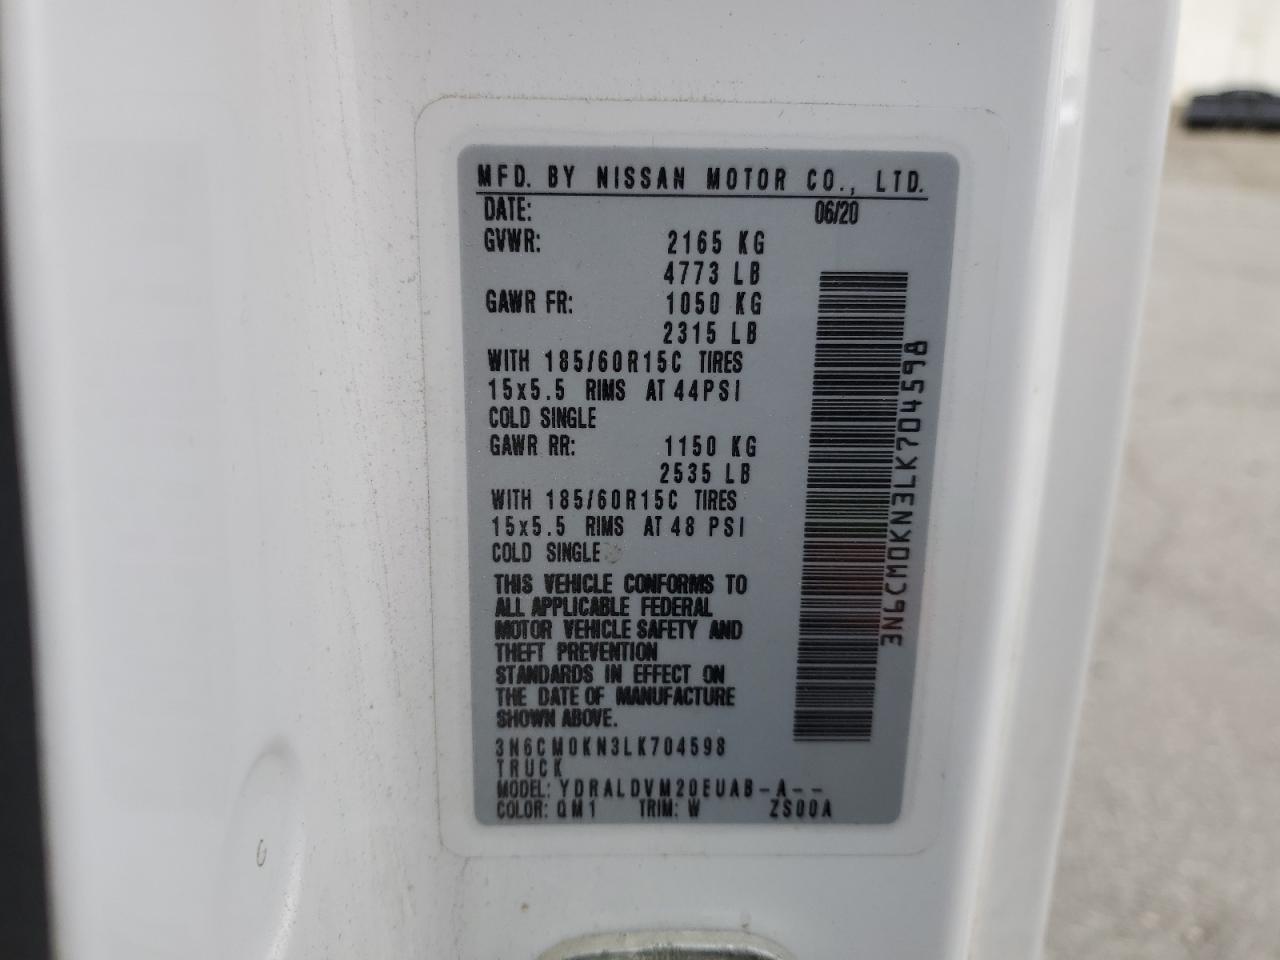 MFD. BY NISSAN MOTOR CO., LTD.
DATE: 06/20
GVWR: 2165 KG
4773 LB
GAWR FR: 1050 KG
2315 LB
WITH 185/60R15C TIRES
15x5.5 RIMS AT 44PSI
COLD SINGLE
GAWR RR: 1150 KG
2535 LB
WITH 185/60R15C TIRES
15x5.5 RIMS AT 48 PSI
COLD SINGLE
THIS VEHICLE CONFORMS TO
ALL APPLICABLE FEDERAL
MOTOR VEHICLE SAFETY AND
THEFT PREVENTION
STANDARDS IN EFFECT ON
THE DATE OF MANUFACTURE
SHOWN ABOVE.
3N6CM0KN3LK704598
TRUCK
MODEL: YDRALDVM20EUAB-A--
COLOR: QM1 TRIM: W ZS00A
3N6CM0KN3LK704598